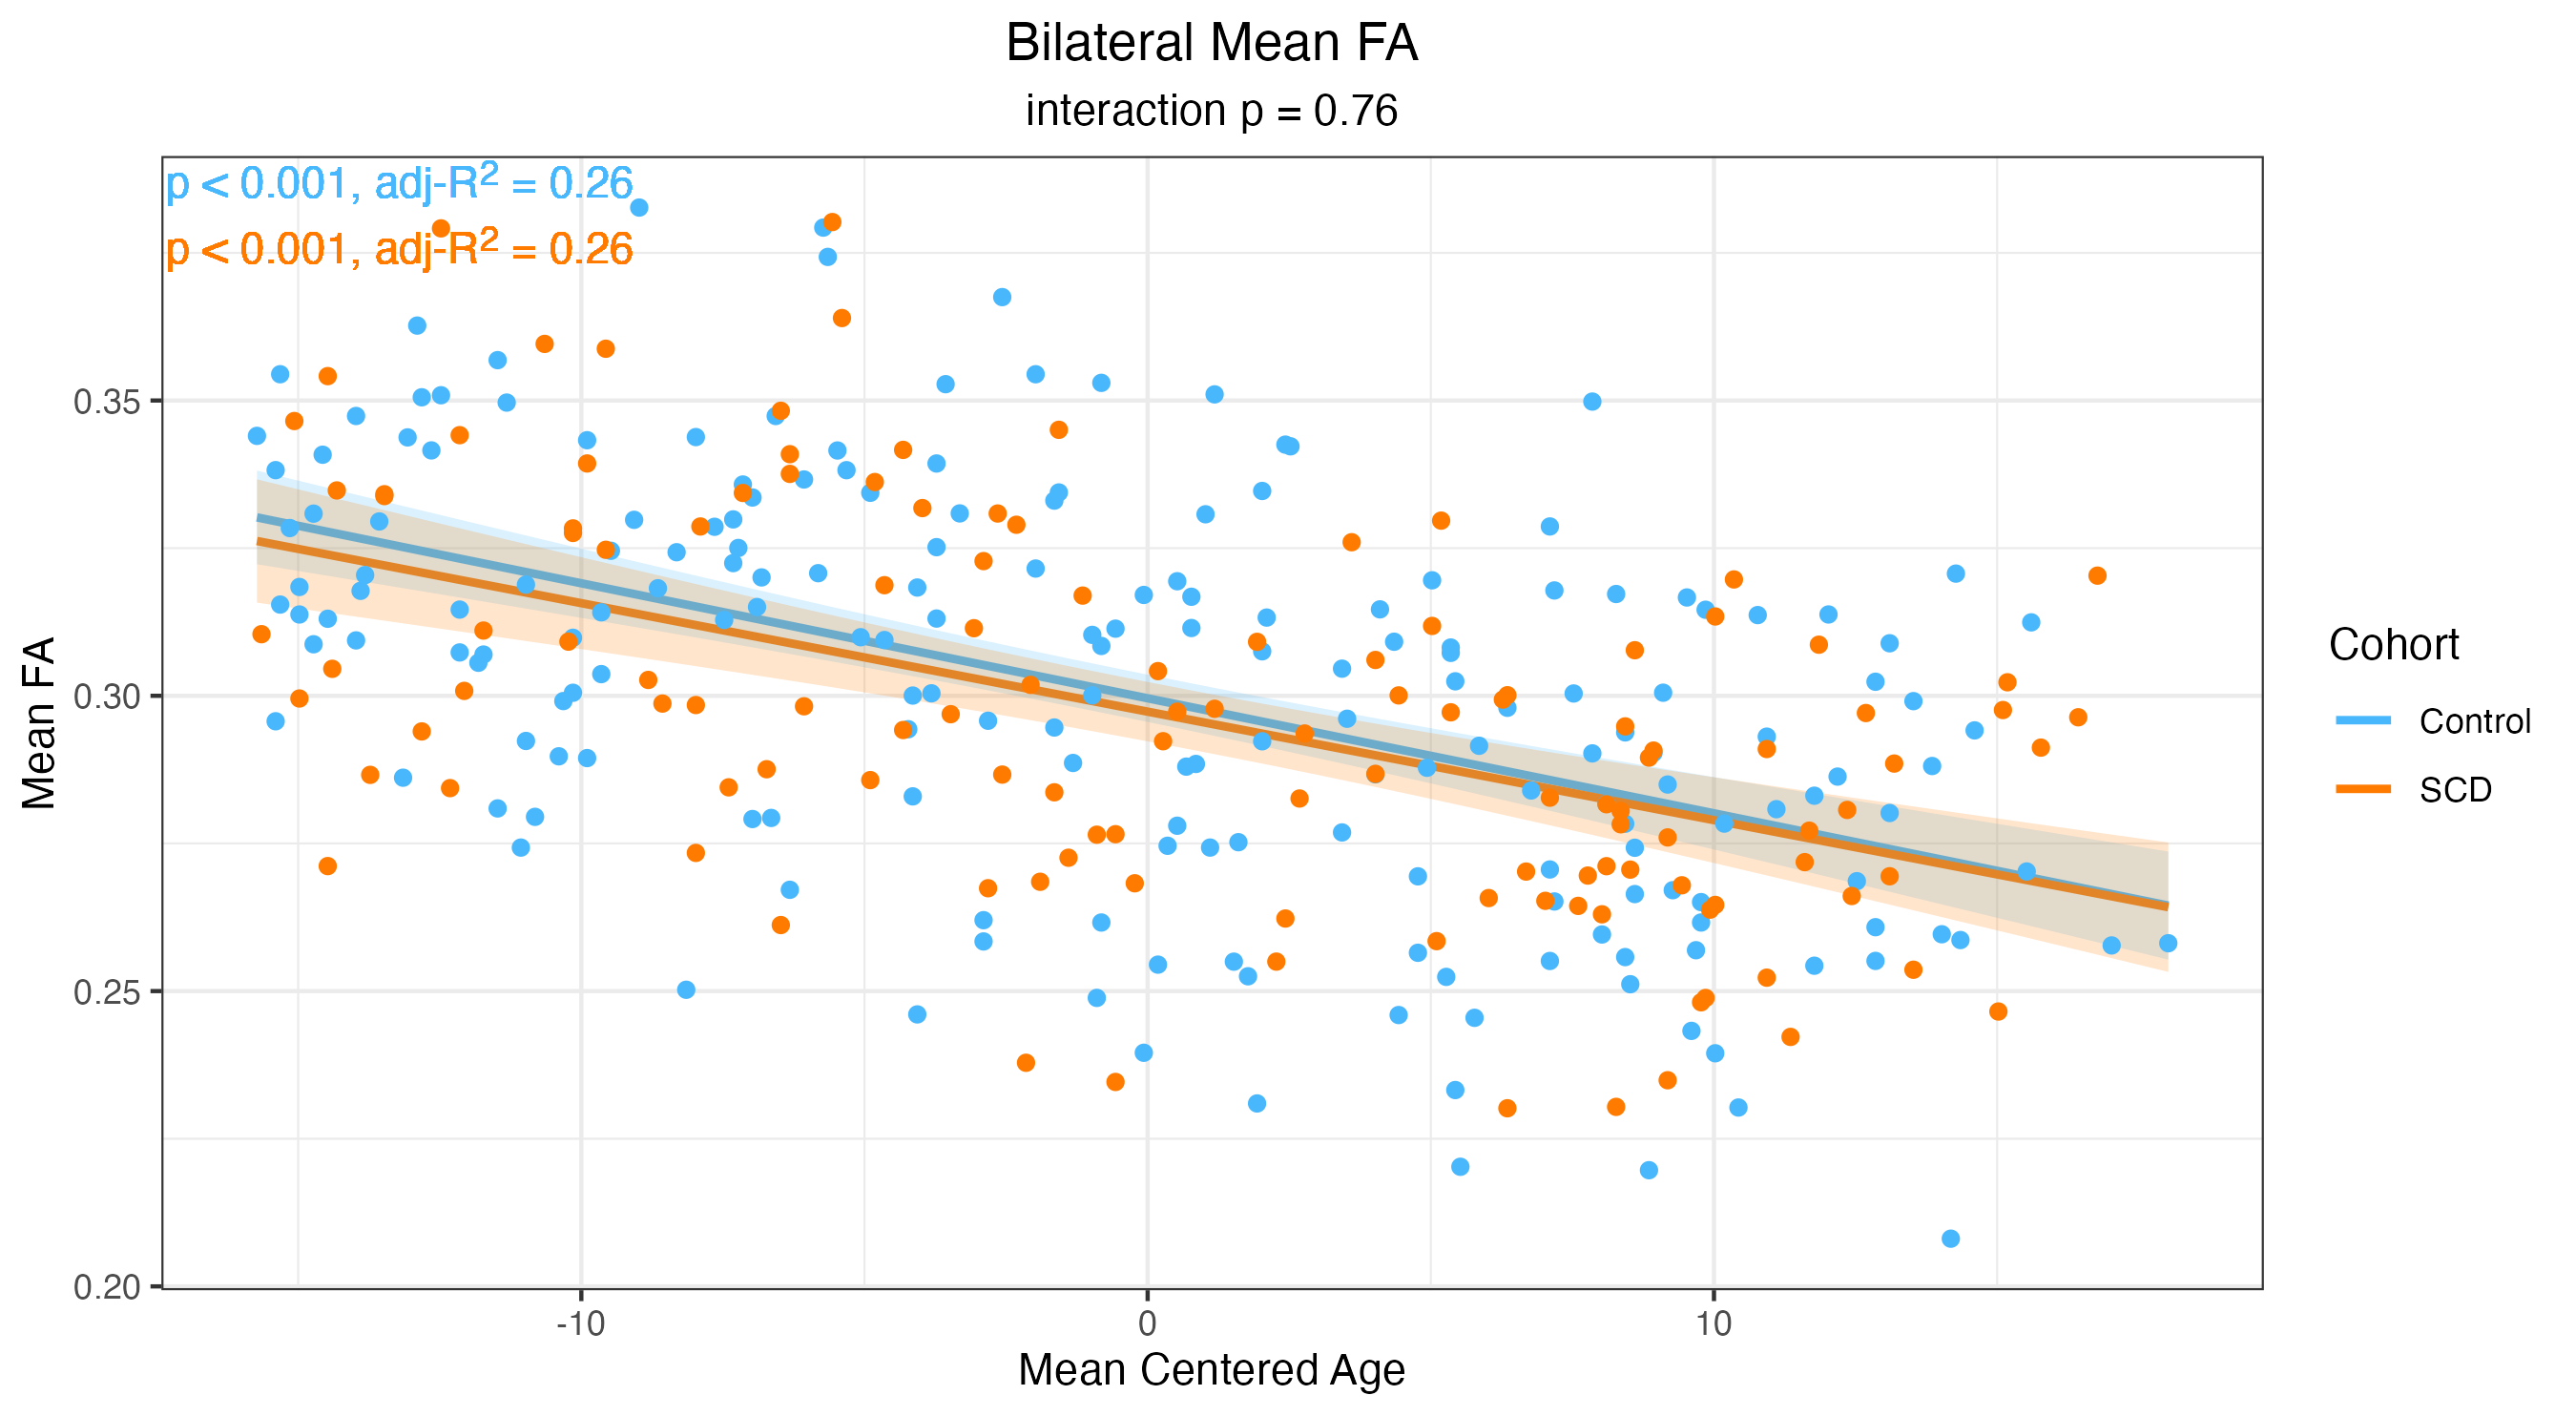 Bilateral Mean FA
interaction p = 0.76
p < 0.001, adj-R² = 0.26
p < 0.001, adj-R² = 0.26
Mean FA
0.35
0.30
0.25
0.20
-10 0 10
Mean Centered Age
Cohort
Control
SCD